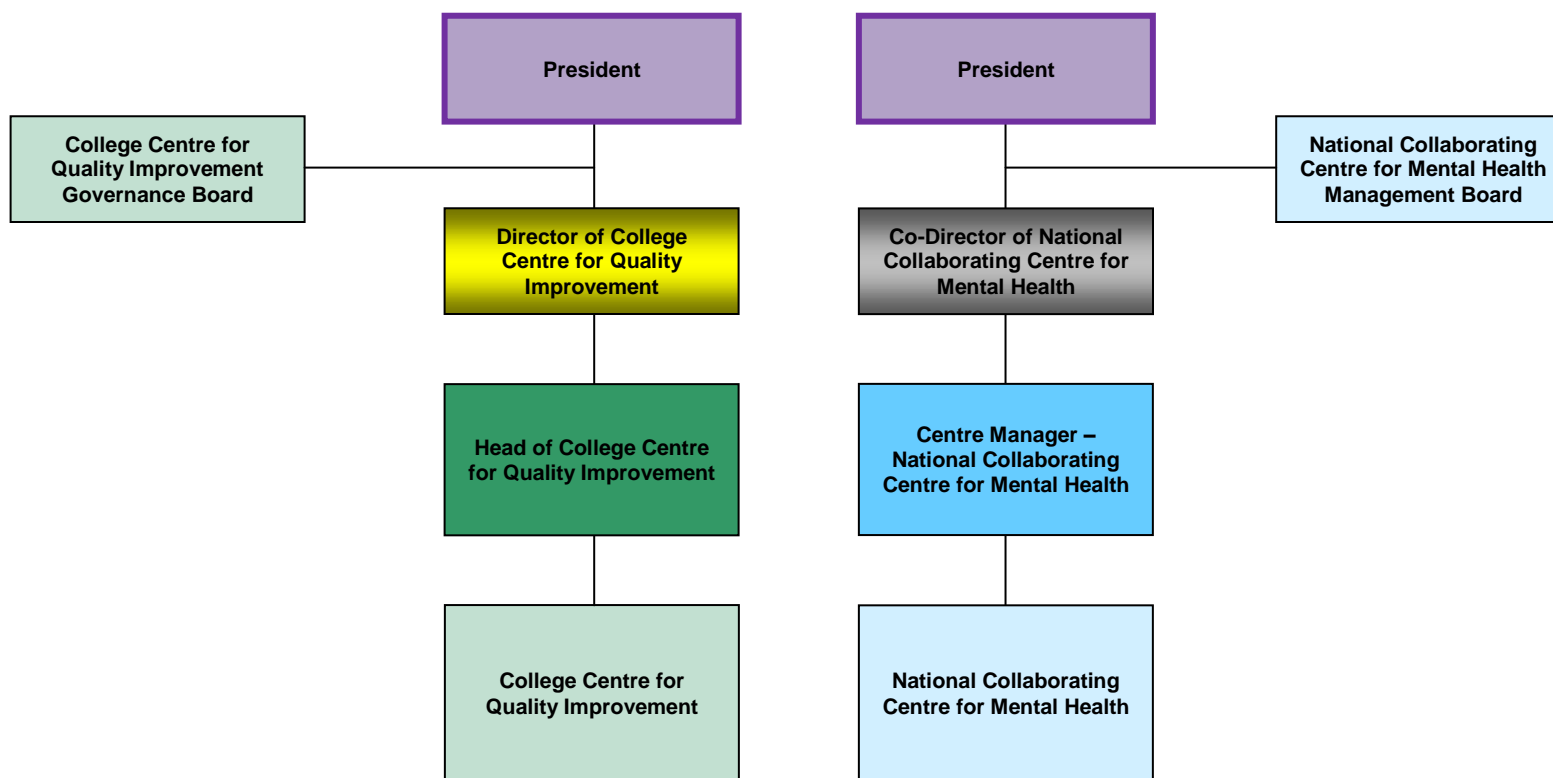 President
President
College Centre for
Quality Improvement
Governance Board
National Collaborating
Centre for Mental Health
Management Board
Director of College
Centre for Quality
Improvement
Co-Director of National
Collaborating Centre for
Mental Health
Head of College Centre
for Quality Improvement
Centre Manager –
National Collaborating
Centre for Mental Health
College Centre for
Quality Improvement
National Collaborating
Centre for Mental Health